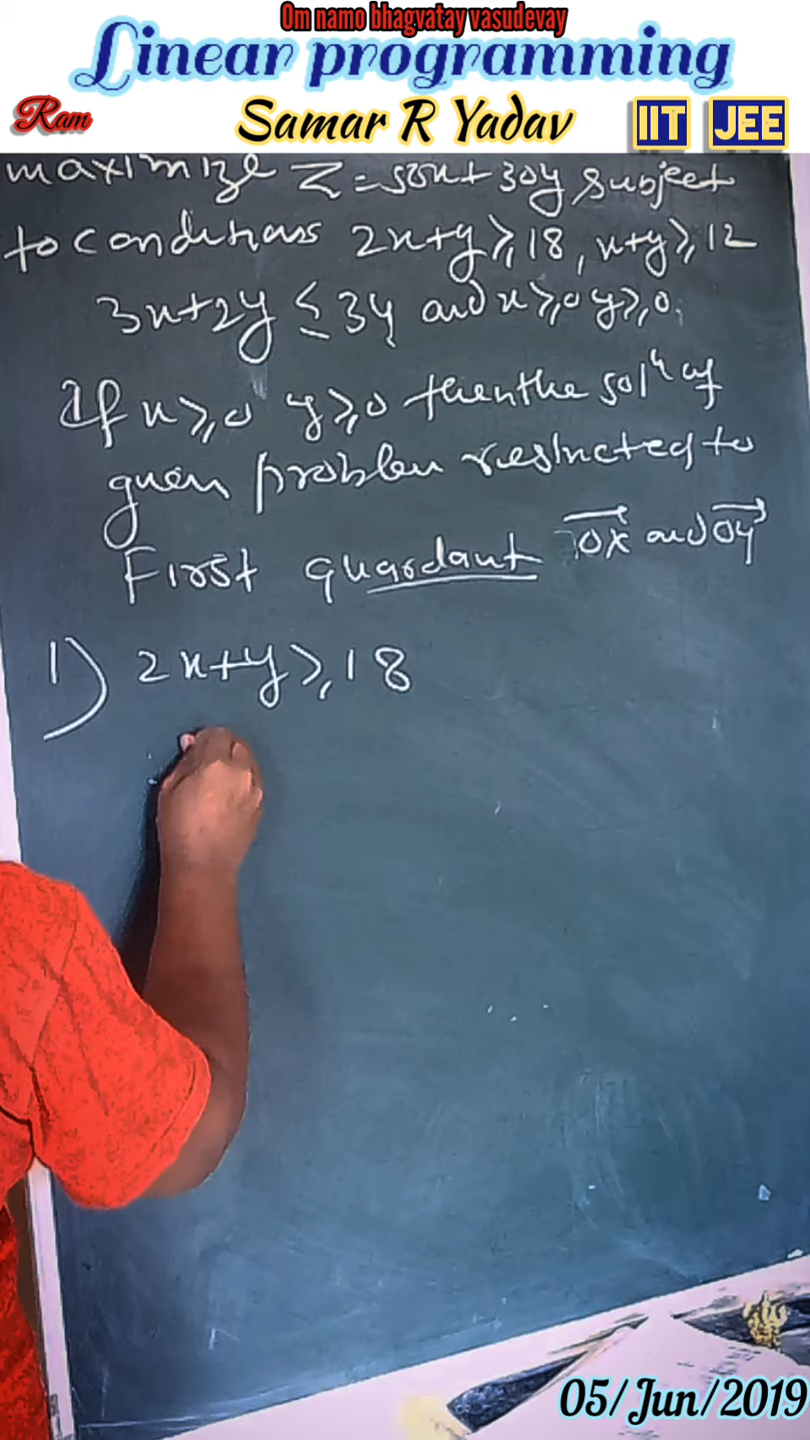 Om namo bhagvatay vasudevay
Linear programming
Ram Samar R Yadav IIT JEE
maximize Z = 50x + 30y subject
to conditions 2x+y ≥ 18, x+y ≥ 12
3x+2y ≤ 34 and x ≥ 0 y ≥ 0.
If x ≥ 0 y ≥ 0 then the solⁿ of
given problem restricted to
First quardant OX and OY
1) 2x+y ≥ 18
05/Jun/2019